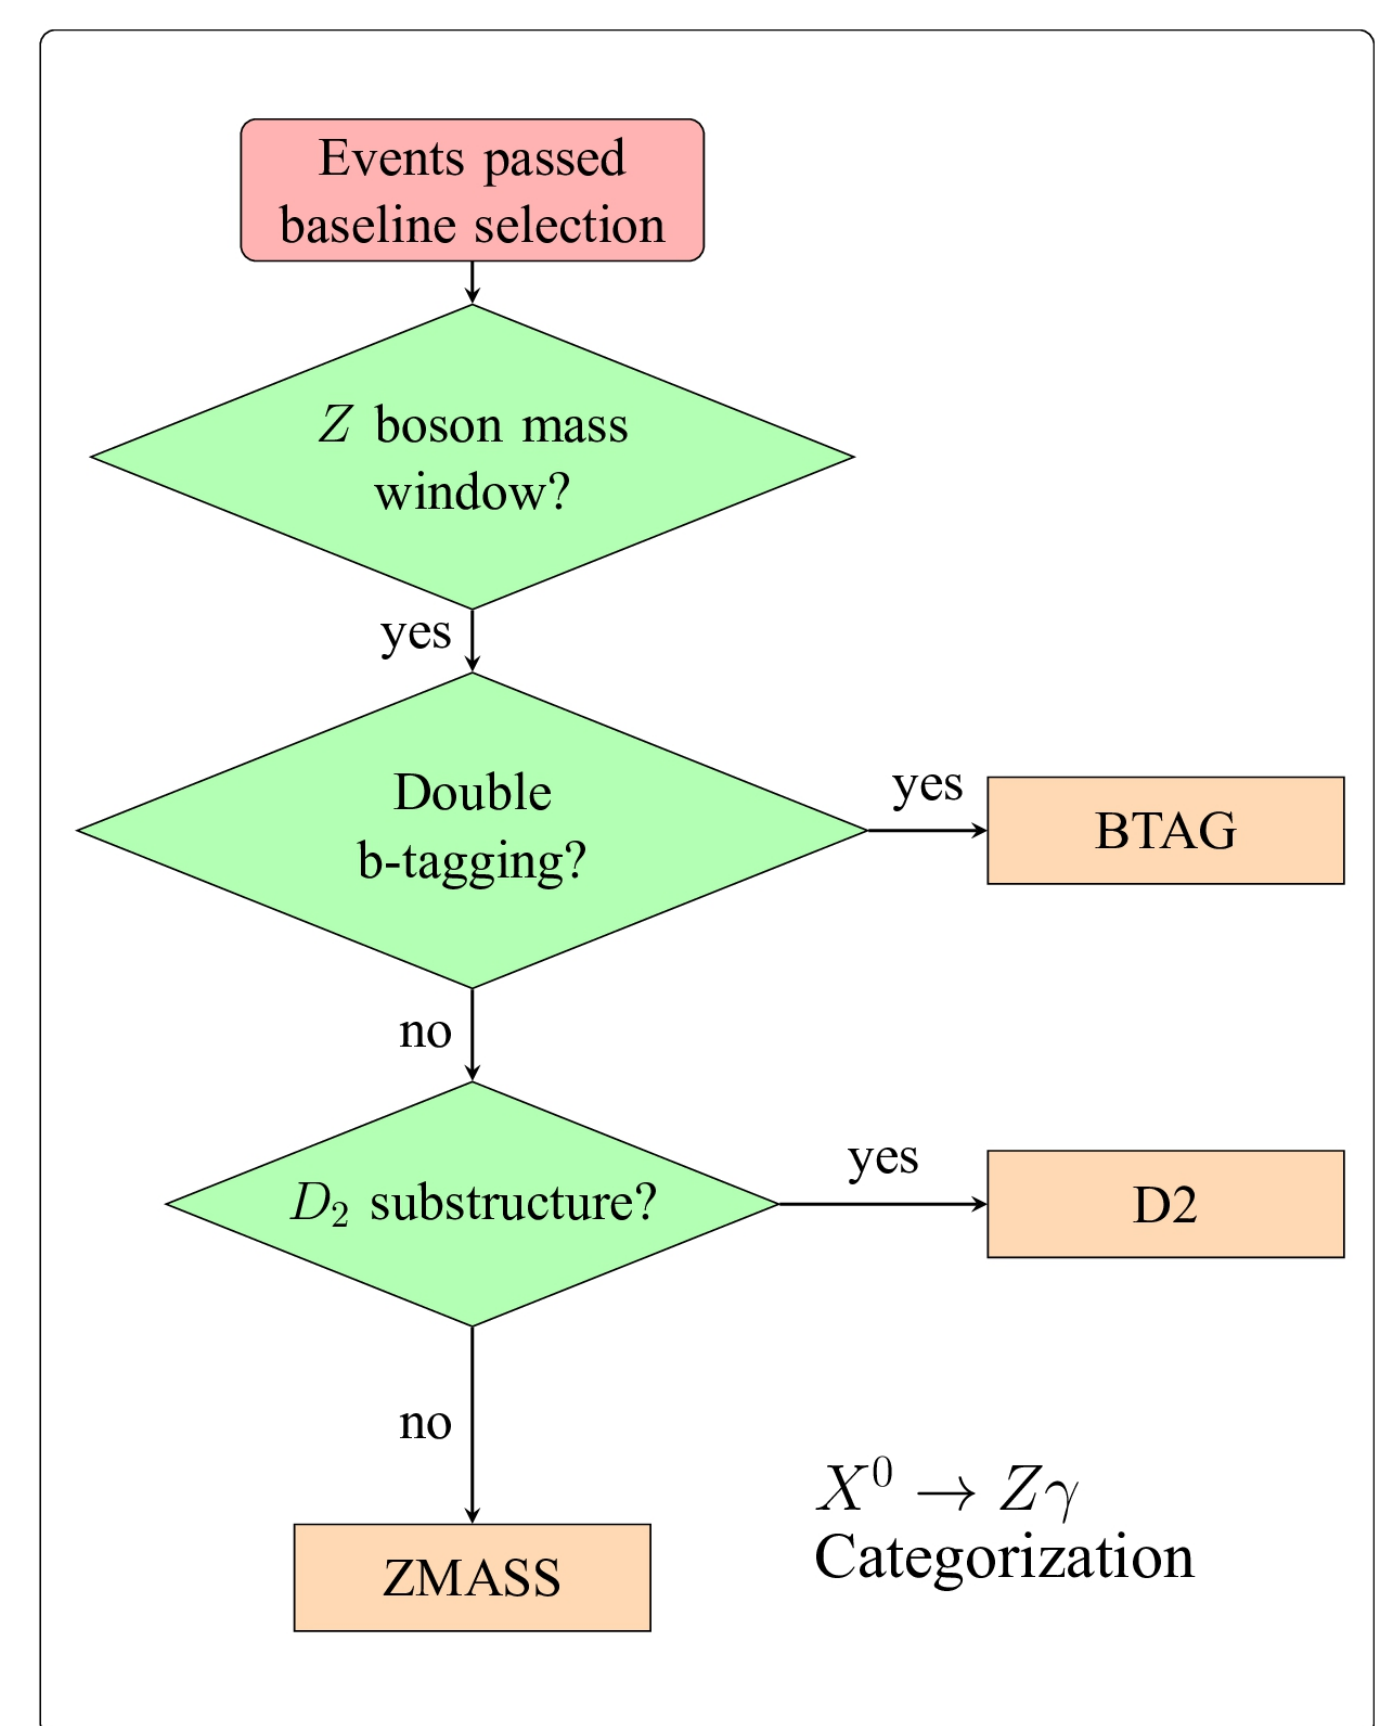 Events passed
baseline selection
Z boson mass
window?
yes
Double
b-tagging?
yes
BTAG
no
D₂ substructure?
yes
D2
no
X⁰ → Zγ
Categorization
ZMASS